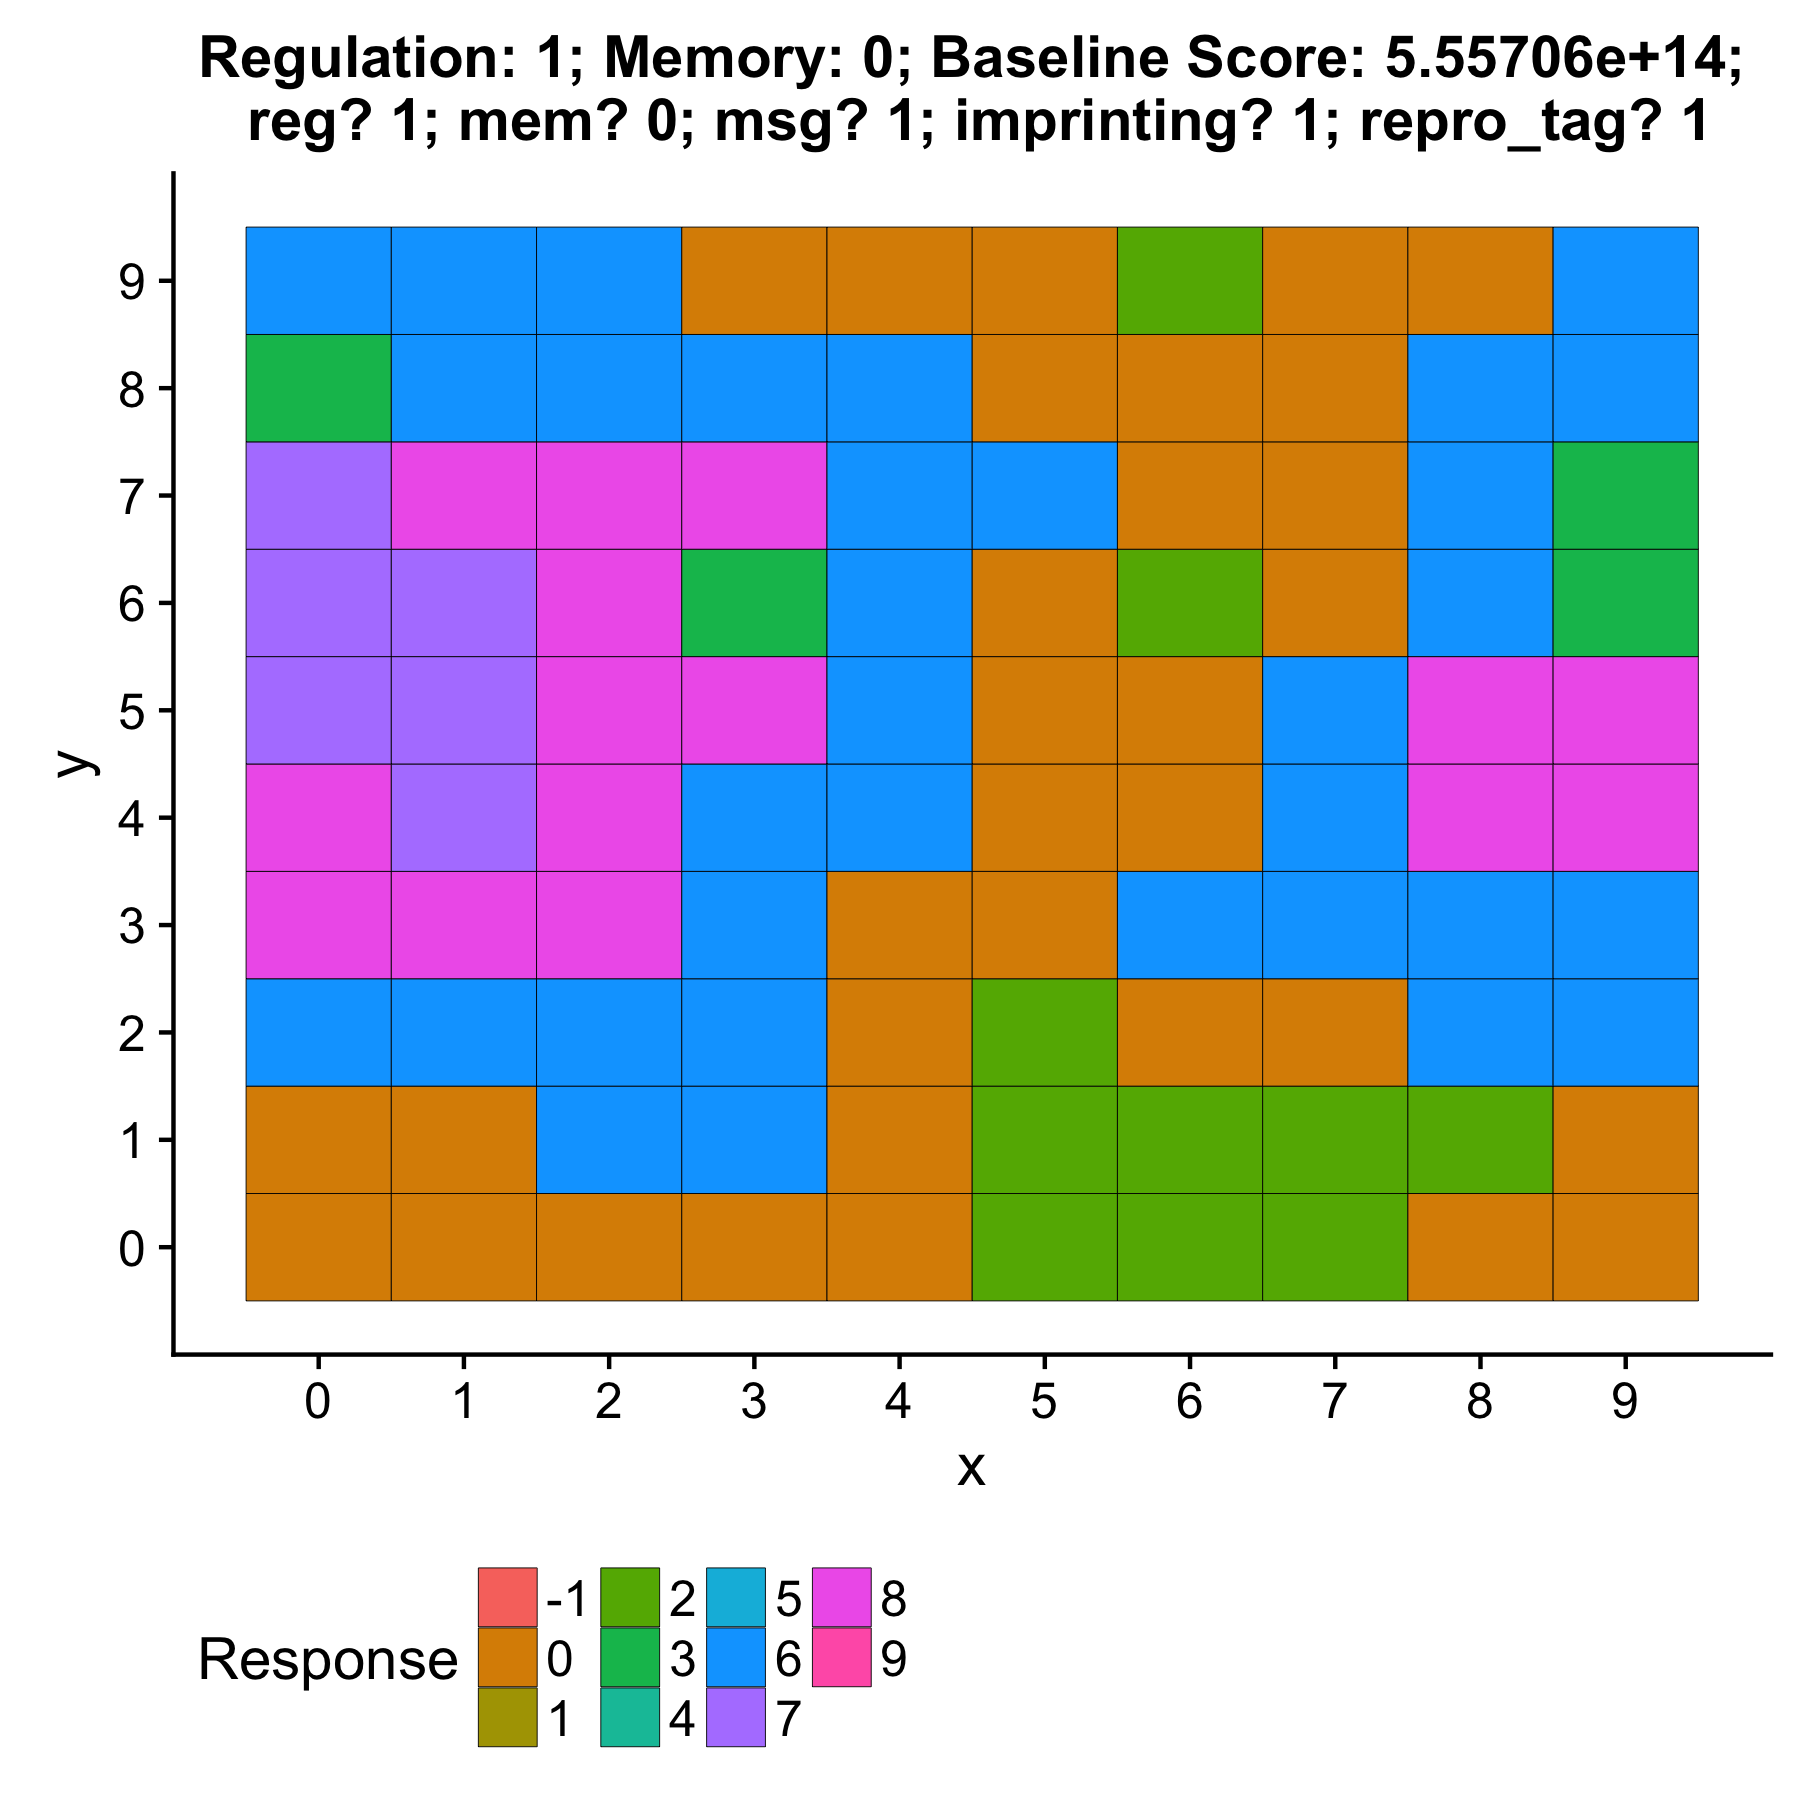 Regulation: 1; Memory: 0; Baseline Score: 5.55706e+14;
reg? 1; mem? 0; msg? 1; imprinting? 1; repro_tag? 1
9
8
7
6
5
4
3
2
1
0
y
0 1 2 3 4 5 6 7 8 9
x
Response
-1 2 5 8
0 3 6 9
1 4 7